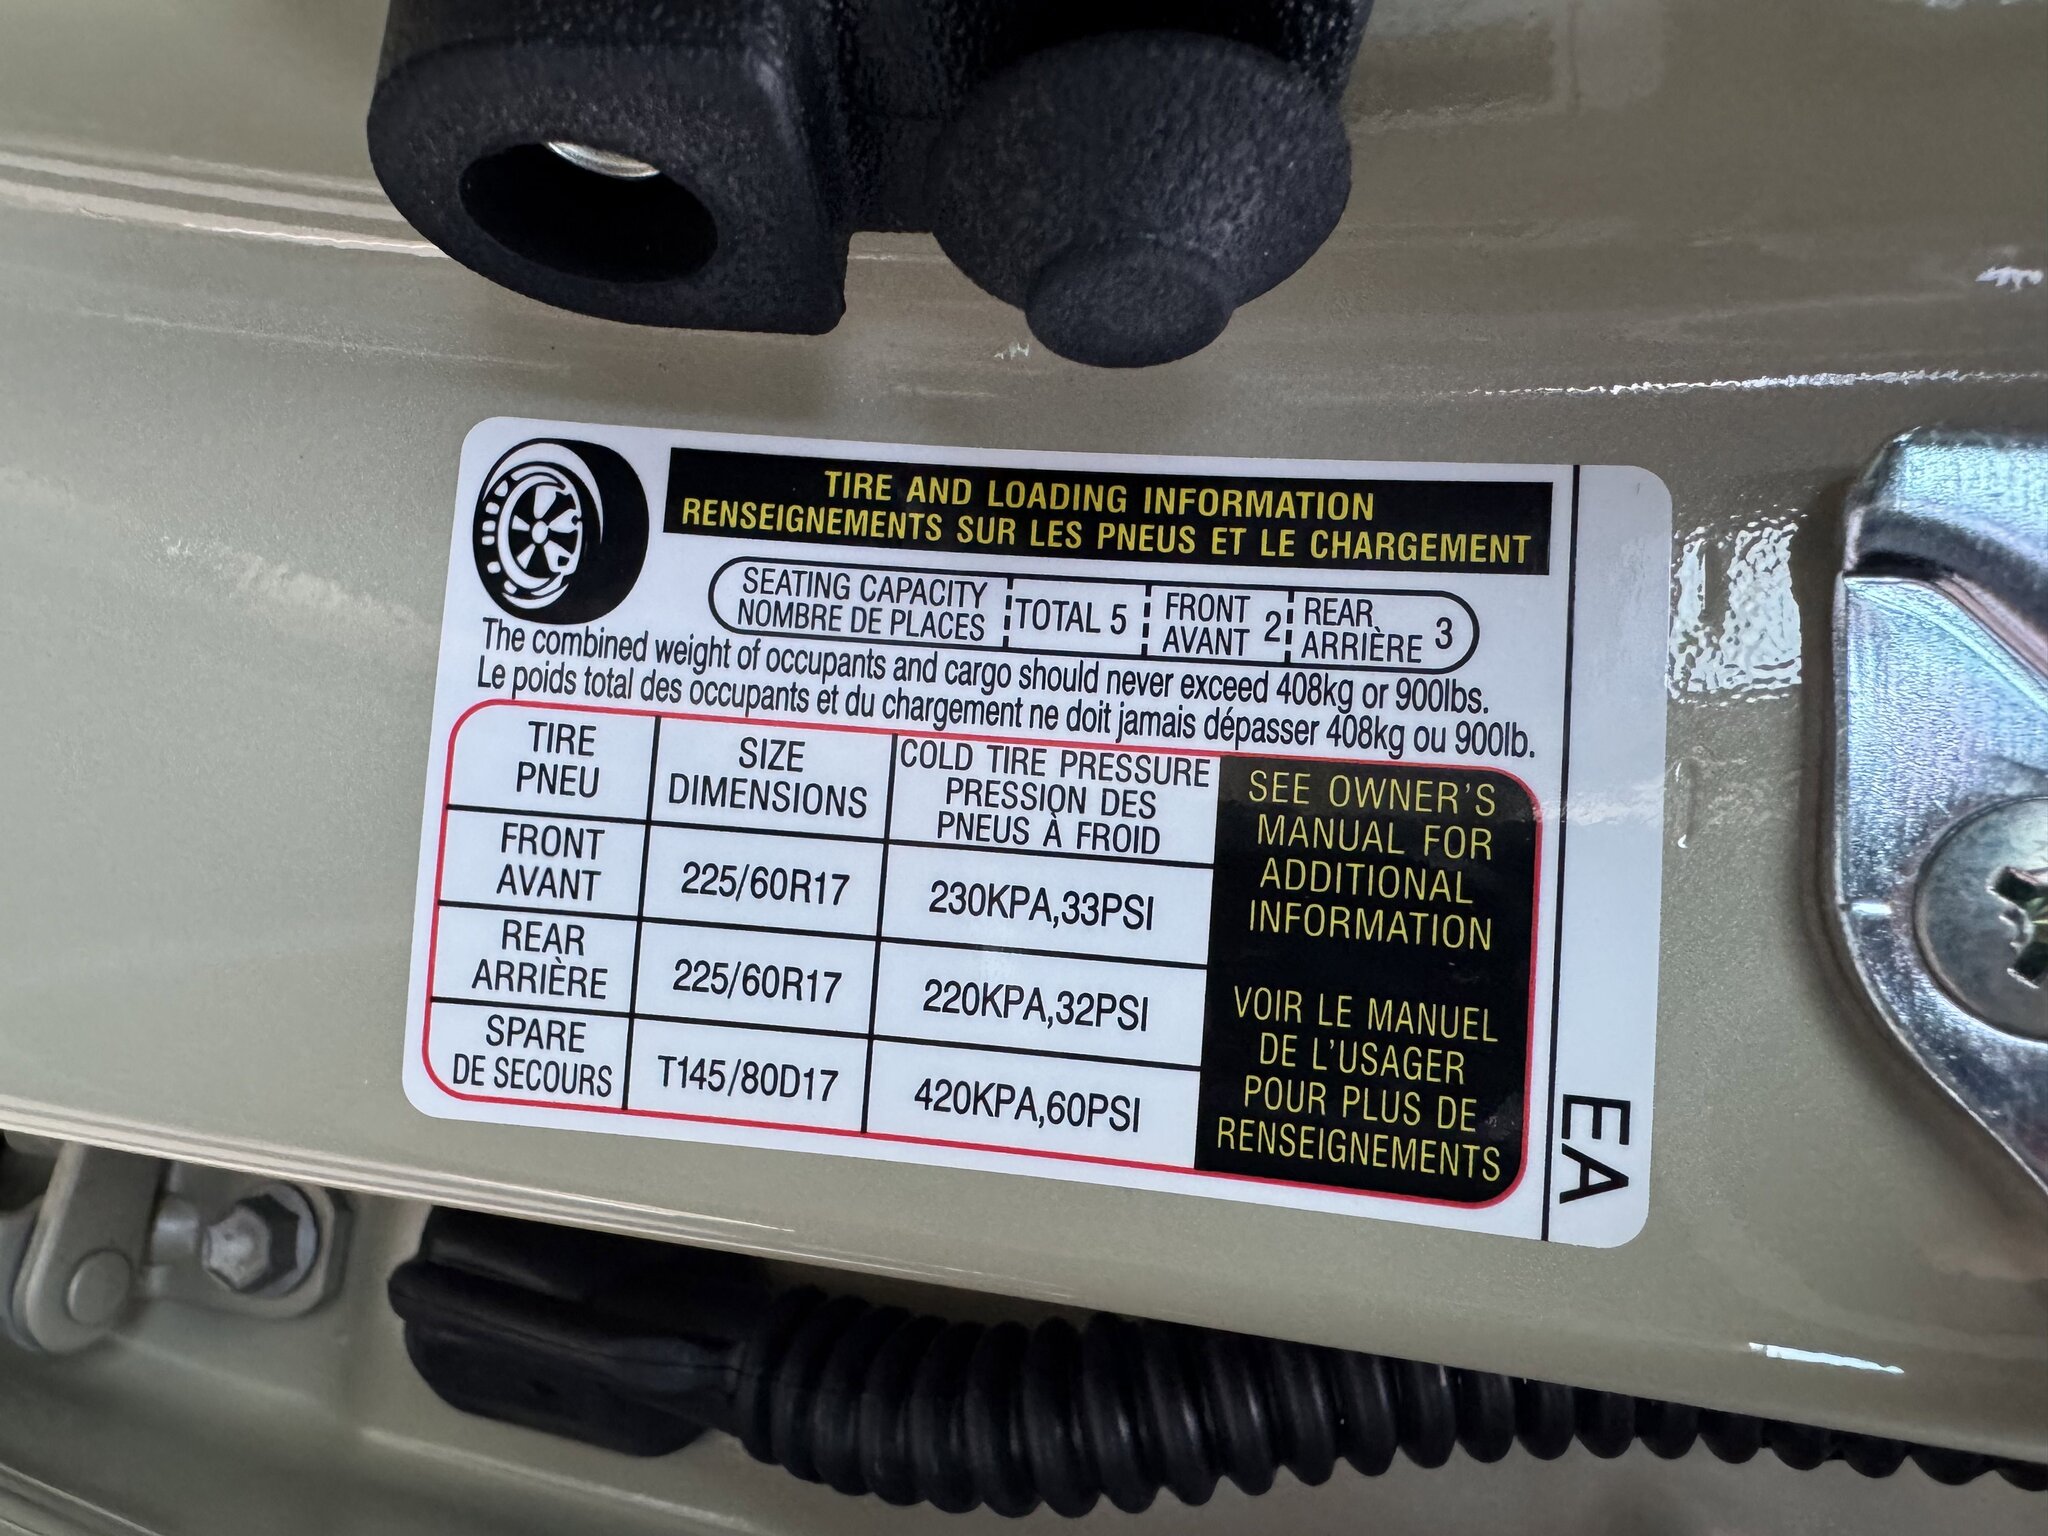 TIRE AND LOADING INFORMATION
RENSEIGNEMENTS SUR LES PNEUS ET LE CHARGEMENT
SEATING CAPACITY
NOMBRE DE PLACES
TOTAL 5
FRONT
AVANT 2
REAR
ARRIÈRE 3
The combined weight of occupants and cargo should never exceed 408kg or 900lbs.
Le poids total des occupants et du chargement ne doit jamais dépasser 408kg ou 900lb.
TIRE
PNEU
SIZE
DIMENSIONS
COLD TIRE PRESSURE
PRESSION DES
PNEUS À FROID
FRONT
AVANT
225/60R17
230KPA,33PSI
REAR
ARRIÈRE
225/60R17
220KPA,32PSI
SPARE
DE SECOURS
T145/80D17
420KPA,60PSI
SEE OWNER'S
MANUAL FOR
ADDITIONAL
INFORMATION
VOIR LE MANUEL
DE L'USAGER
POUR PLUS DE
RENSEIGNEMENTS
EA